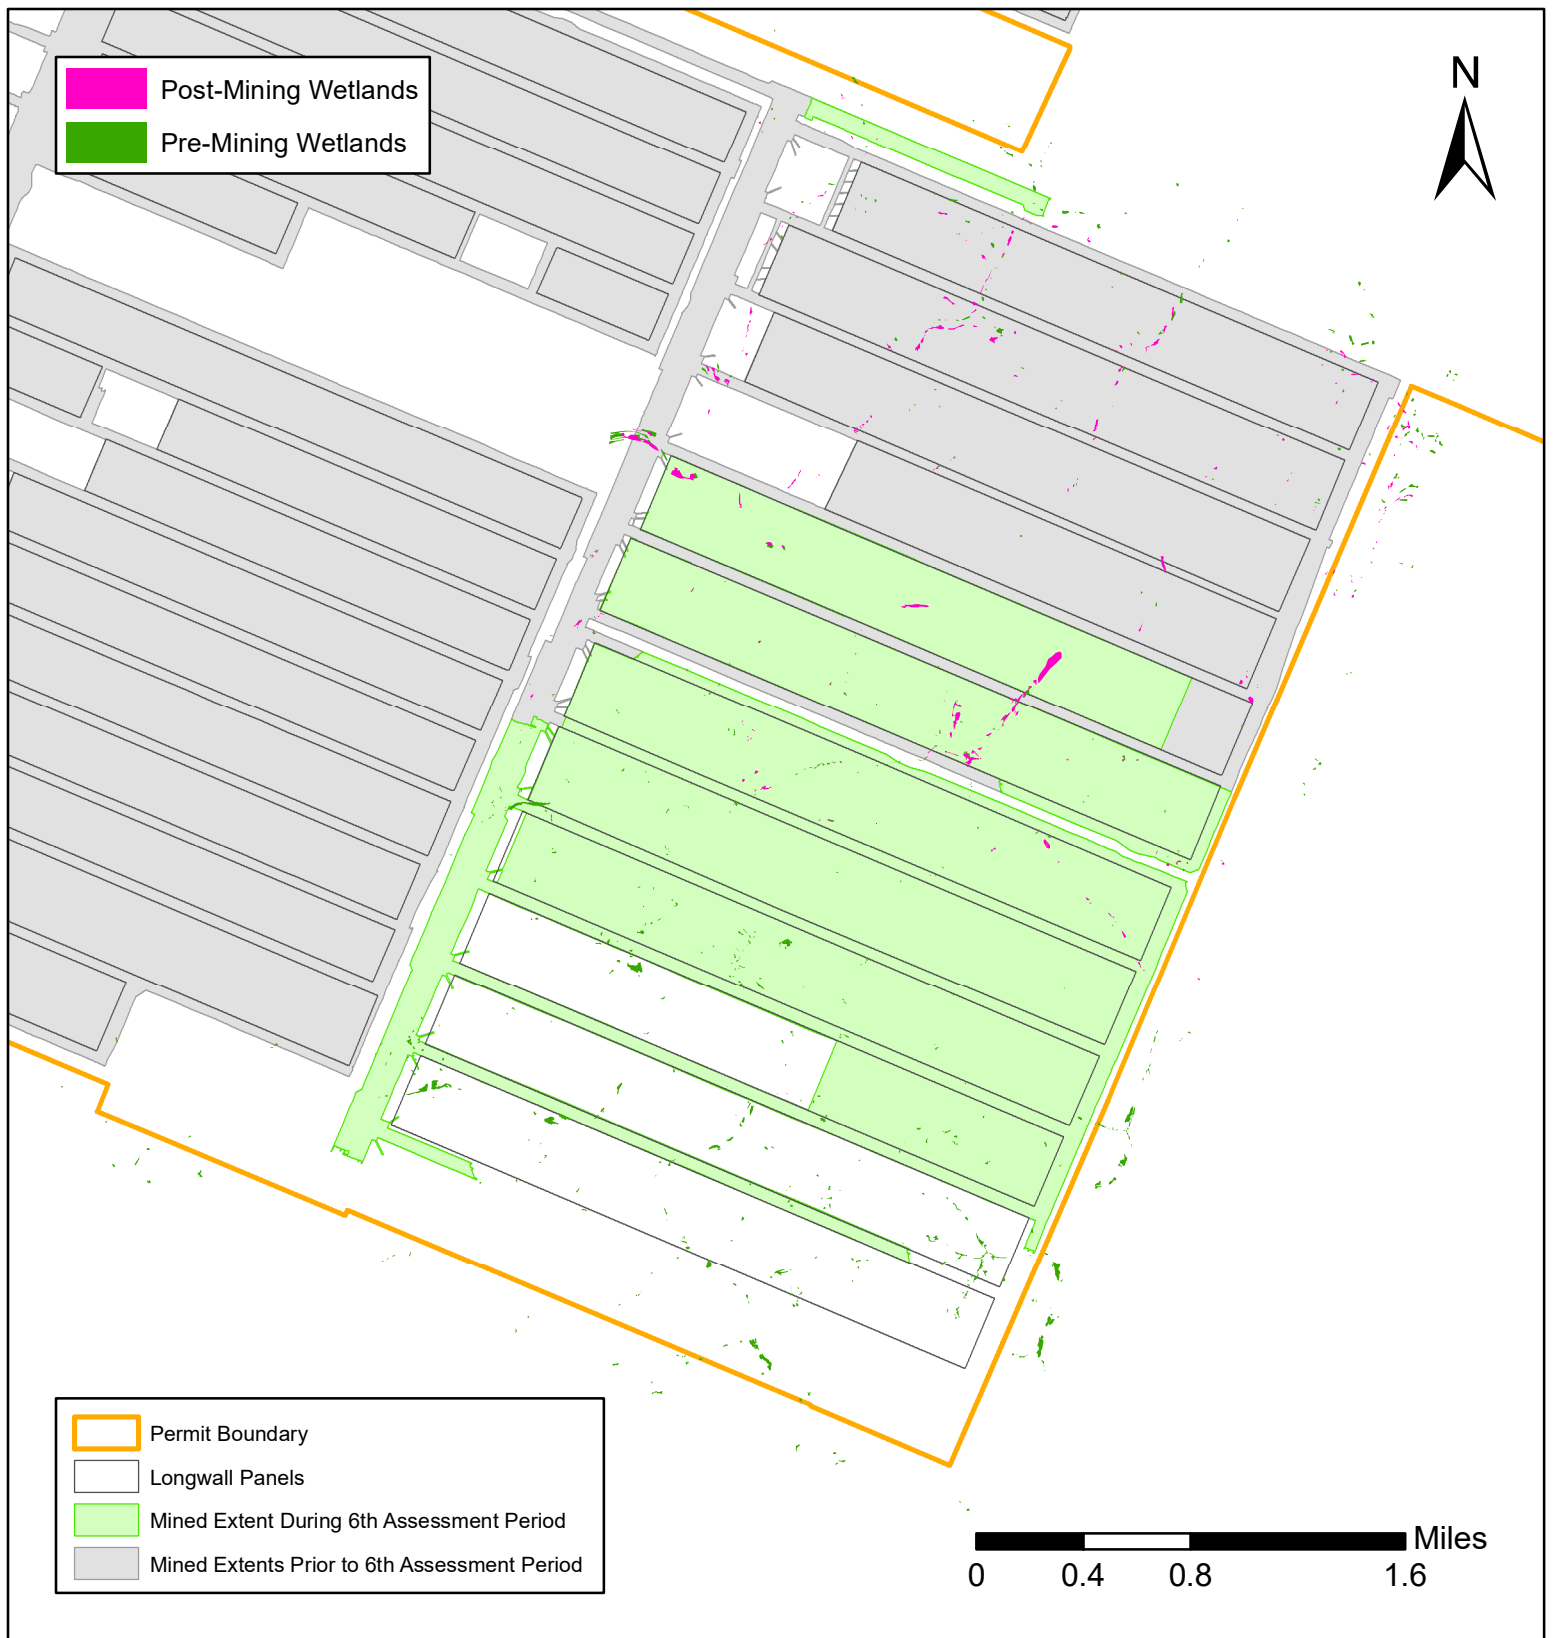 Post-Mining Wetlands
Pre-Mining Wetlands
N
Permit Boundary
Longwall Panels
Mined Extent During 6th Assessment Period
Mined Extents Prior to 6th Assessment Period
Miles
0 0.4 0.8 1.6